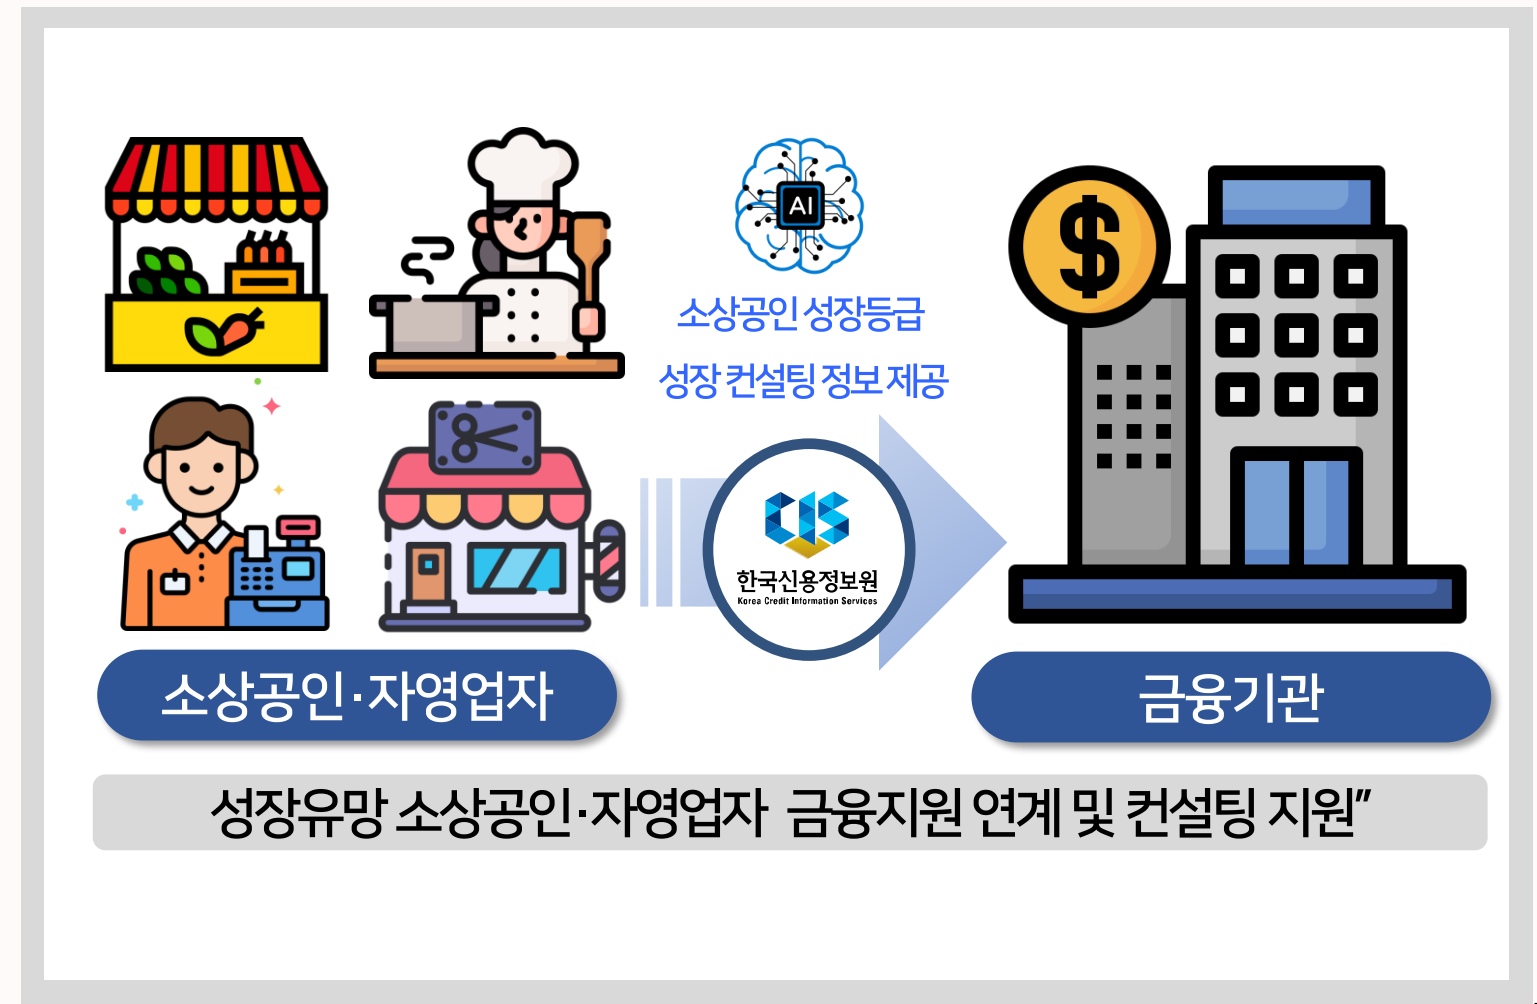 AI
소상공인 성장등급
성장 컨설팅 정보 제공
$
CIS
한국신용정보원
Korea Credit Information Services
소상공인·자영업자
금융기관
성장유망 소상공인·자영업자 금융지원 연계 및 컨설팅 지원”